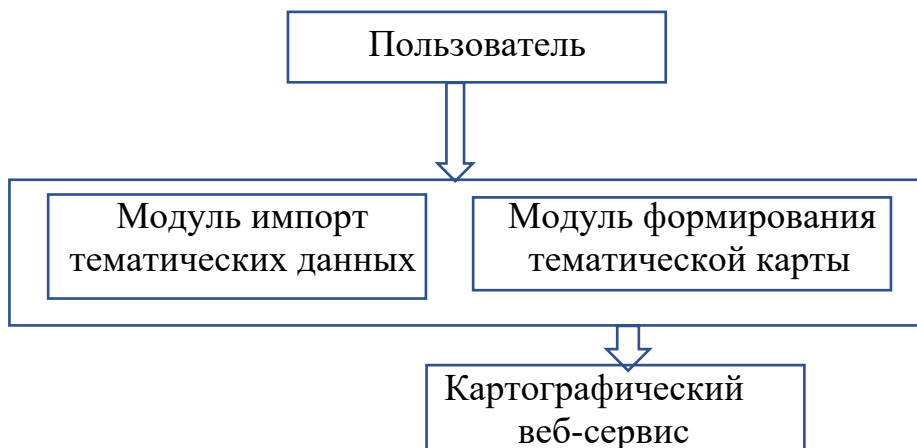 Пользователь
Модуль импорт
тематических данных
Модуль формирования
тематической карты
Картографический
веб-сервис